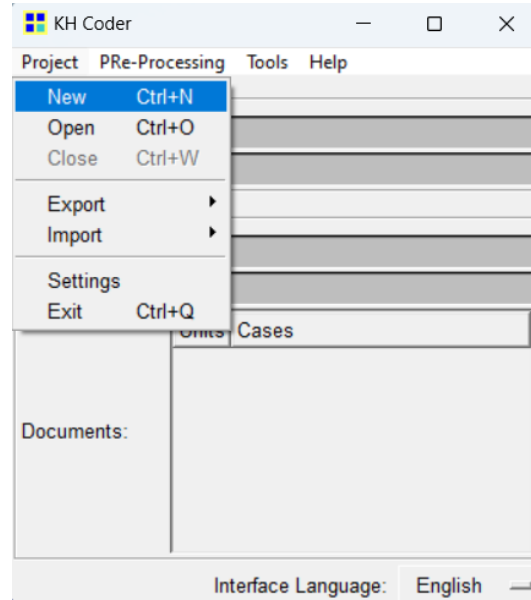 KH Coder
Project PRe-Processing Tools Help
New Ctrl+N
Open Ctrl+O
Close Ctrl+W
Export
Import
Settings
Exit Ctrl+Q
Units Cases
Documents:
Interface Language: English